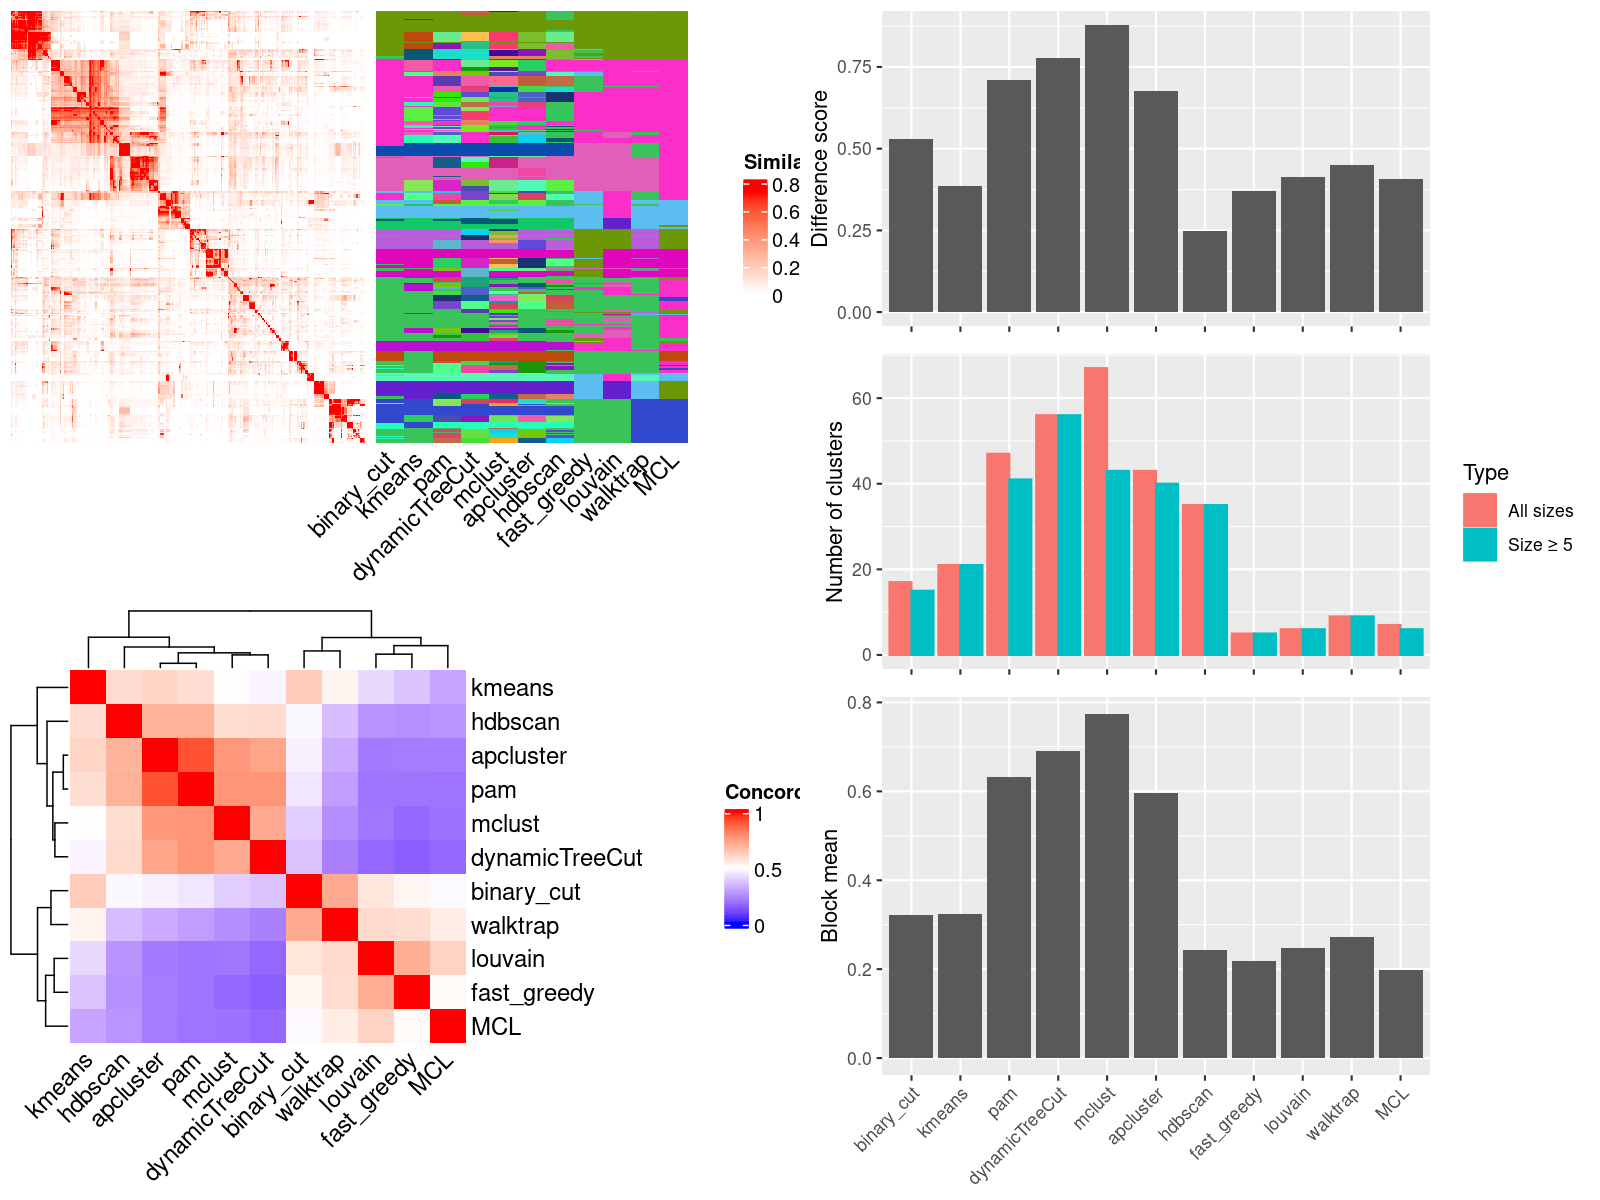 Simila
0.8
0.6
0.4
0.2
0
binary_cut
kmeans
pam
dynamicTreeCut
mclust
apcluster
hdbscan
fast_greedy
louvain
walktrap
MCL
Difference score
0.75
0.50
0.25
0.00
Number of clusters
60
40
20
0
Type
All sizes
Size ≥ 5
kmeans
hdbscan
apcluster
pam
mclust
dynamicTreeCut
binary_cut
walktrap
louvain
fast_greedy
MCL
kmeans
hdbscan
apcluster
pam
mclust
dynamicTreeCut
binary_cut
walktrap
louvain
fast_greedy
MCL
Concord
1
0.5
0
Block mean
0.8
0.6
0.4
0.2
0.0
binary_cut
kmeans
pam
dynamicTreeCut
mclust
apcluster
hdbscan
fast_greedy
louvain
walktrap
MCL